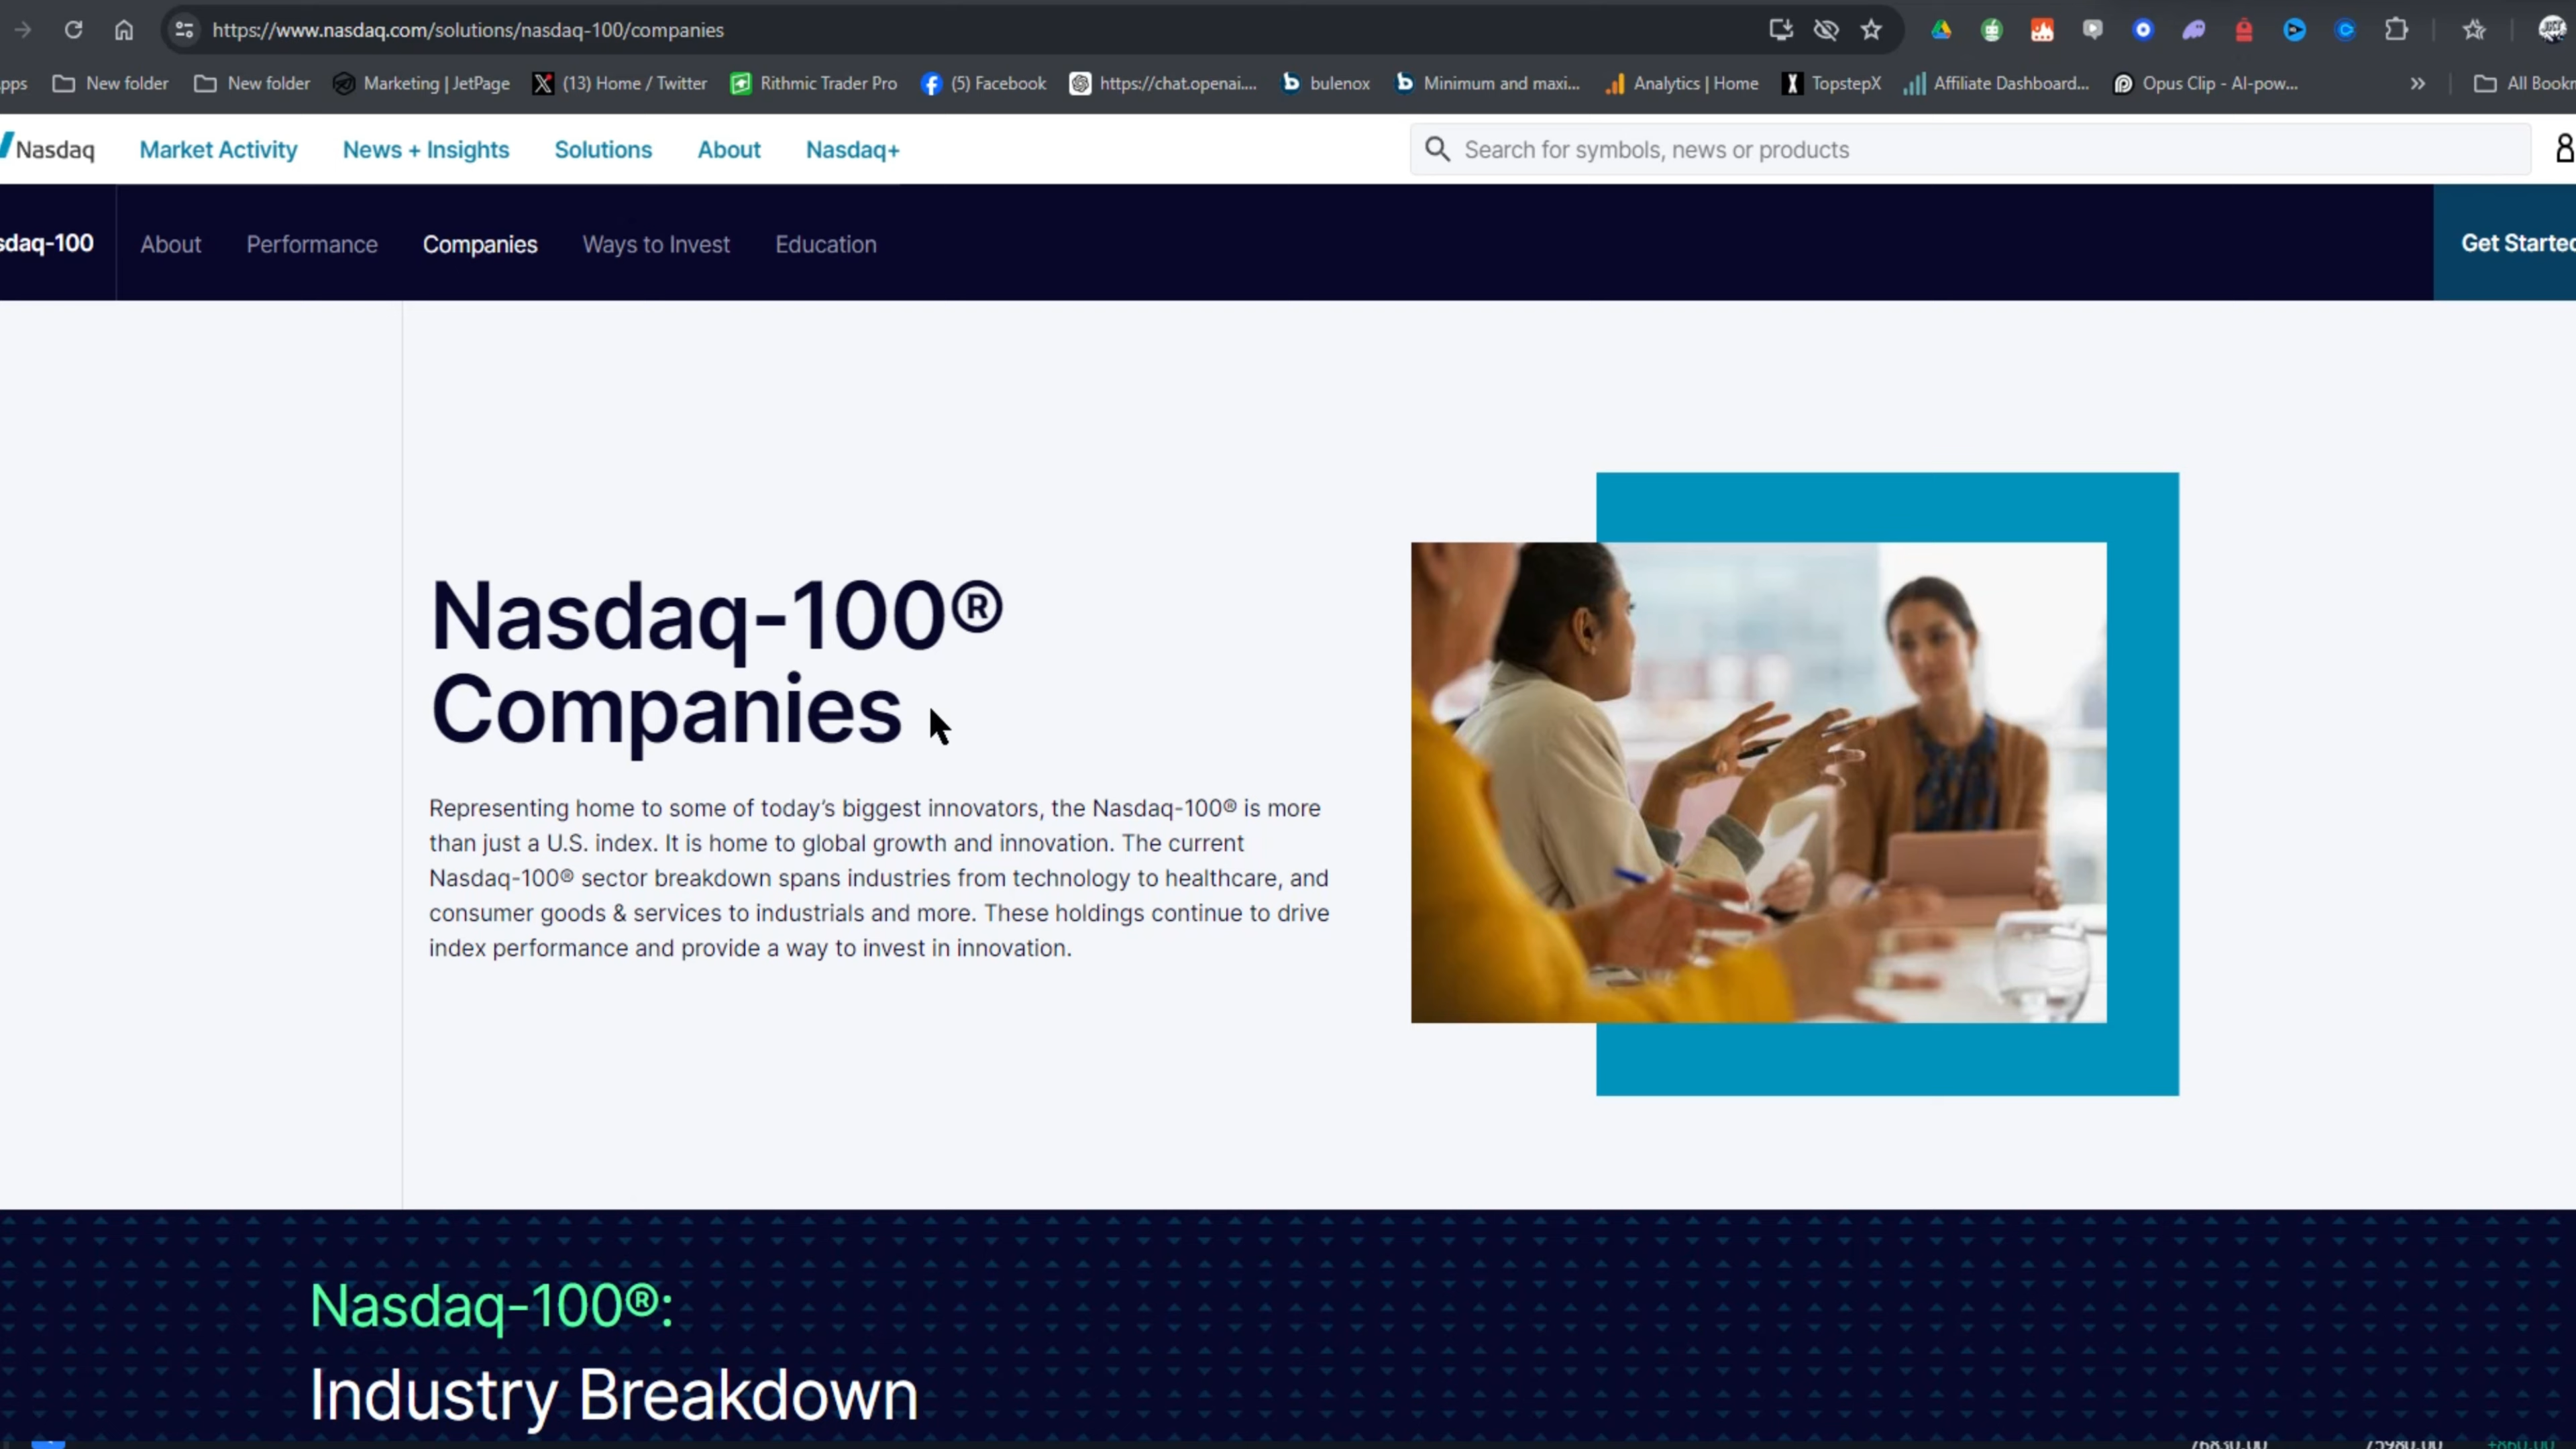 https://www.nasdaq.com/solutions/nasdaq-100/companies
New folder New folder Marketing | JetPage (13) Home / Twitter Rithmic Trader Pro (5) Facebook https://chat.openai.... bulenox Minimum and maxi... Analytics | Home TopstepX Affiliate Dashboard... Opus Clip - AI-pow... »
Nasdaq Market Activity News + Insights Solutions About Nasdaq+ Search for symbols, news or products
sdaq-100 About Performance Companies Ways to Invest Education Get Started
Nasdaq-100®
Companies
Representing home to some of today's biggest innovators, the Nasdaq-100® is more
than just a U.S. index. It is home to global growth and innovation. The current
Nasdaq-100® sector breakdown spans industries from technology to healthcare, and
consumer goods & services to industrials and more. These holdings continue to drive
index performance and provide a way to invest in innovation.
Nasdaq-100®:
Industry Breakdown